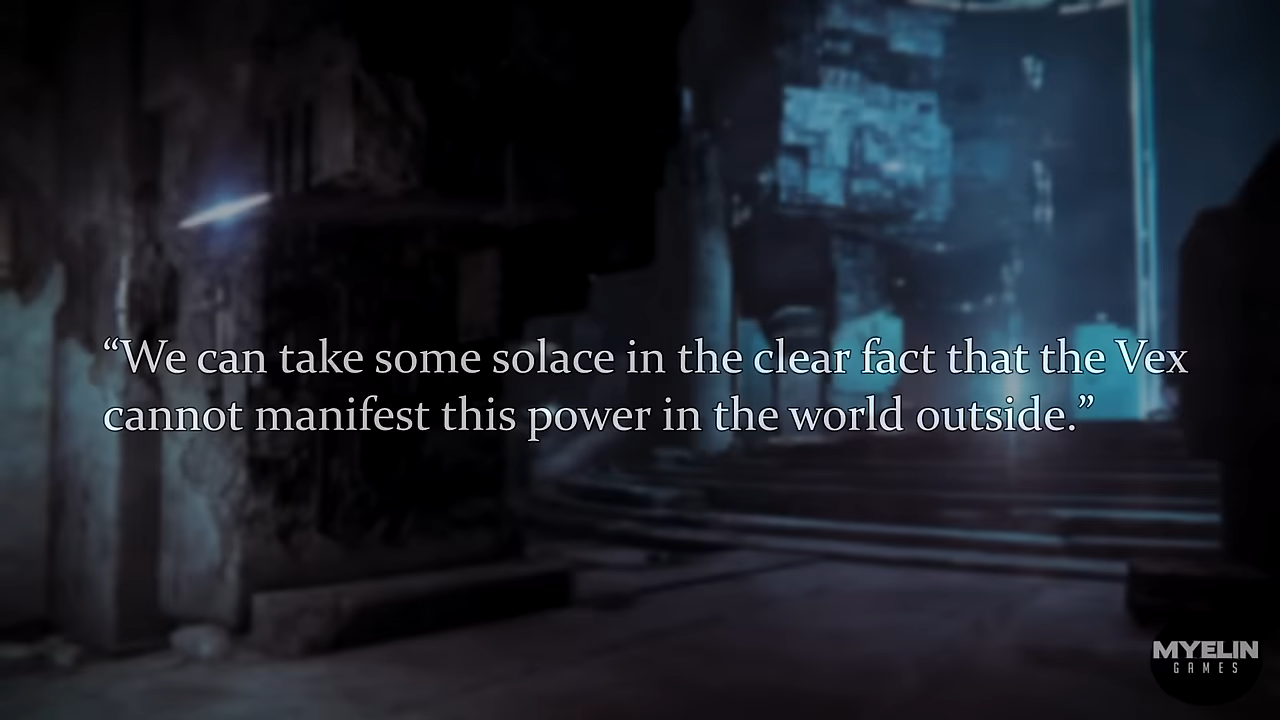 “We can take some solace in the clear fact that the Vex
cannot manifest this power in the world outside.”
MYELIN
GAMES